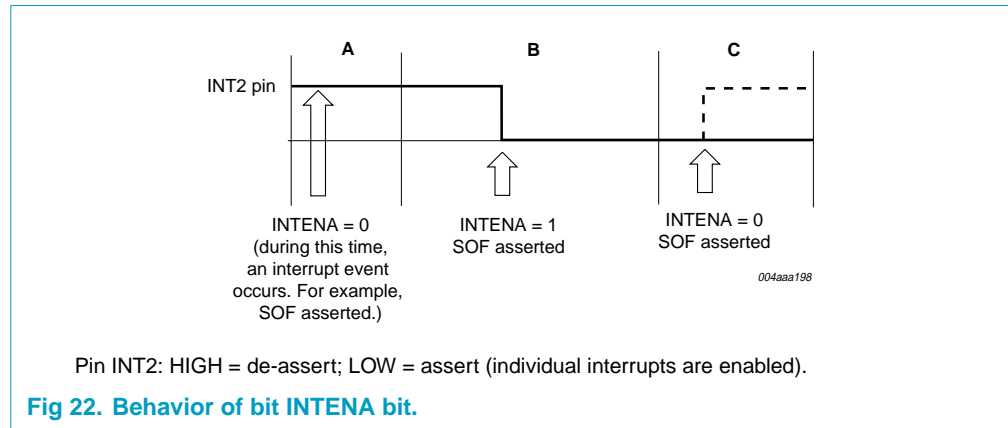 A B C
INT2 pin
INTENA = 0
(during this time,
an interrupt event
occurs. For example,
SOF asserted.)
INTENA = 1
SOF asserted
INTENA = 0
SOF asserted
004aaa198
Pin INT2: HIGH = de-assert; LOW = assert (individual interrupts are enabled).
Fig 22. Behavior of bit INTENA bit.